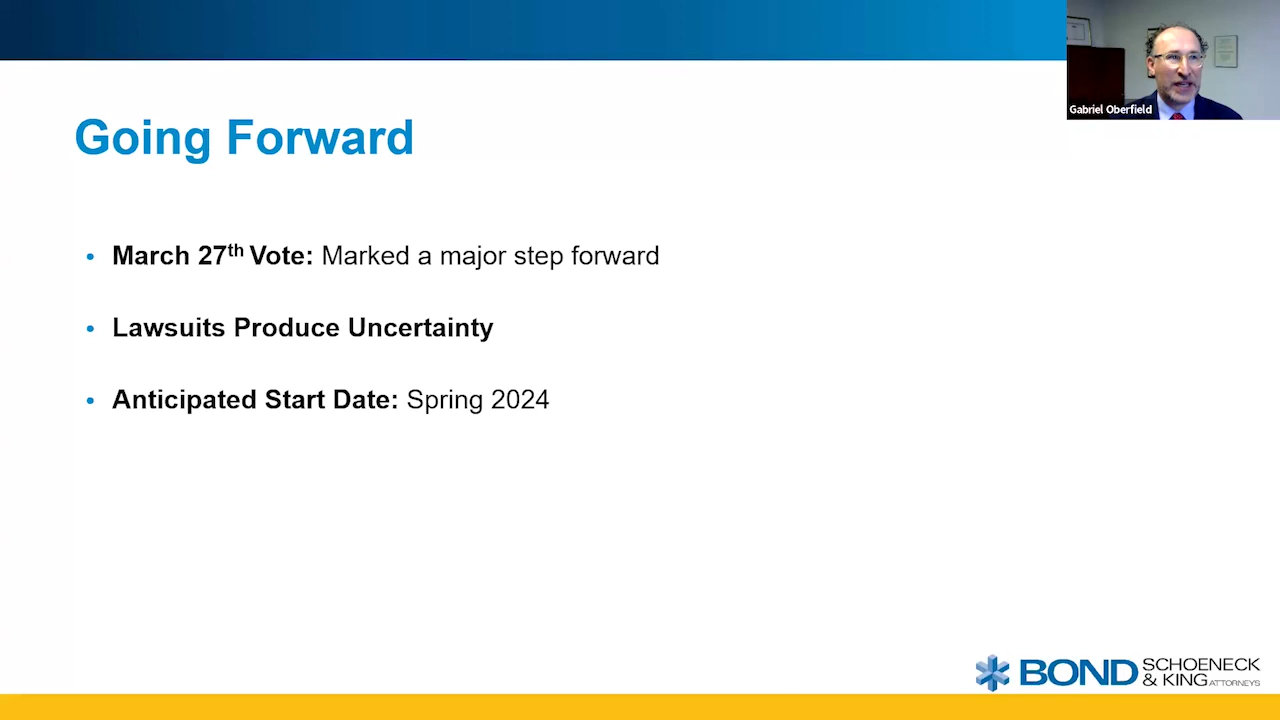 Gabriel Oberfield
Going Forward
• March 27th Vote: Marked a major step forward
• Lawsuits Produce Uncertainty
• Anticipated Start Date: Spring 2024
BOND SCHOENECK
& KING ATTORNEYS